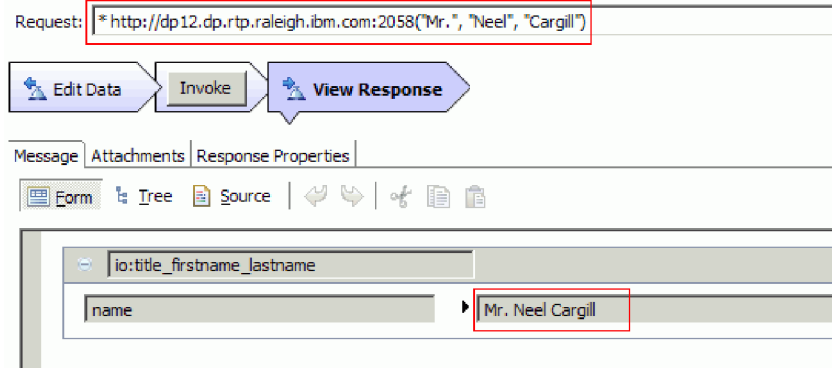 Request: * http://dp12.dp.rtp.raleigh.ibm.com:2058("Mr.", "Neel", "Cargill")
Edit Data Invoke View Response
Message Attachments Response Properties
Form Tree Source
io:title_firstname_lastname
name Mr. Neel Cargill